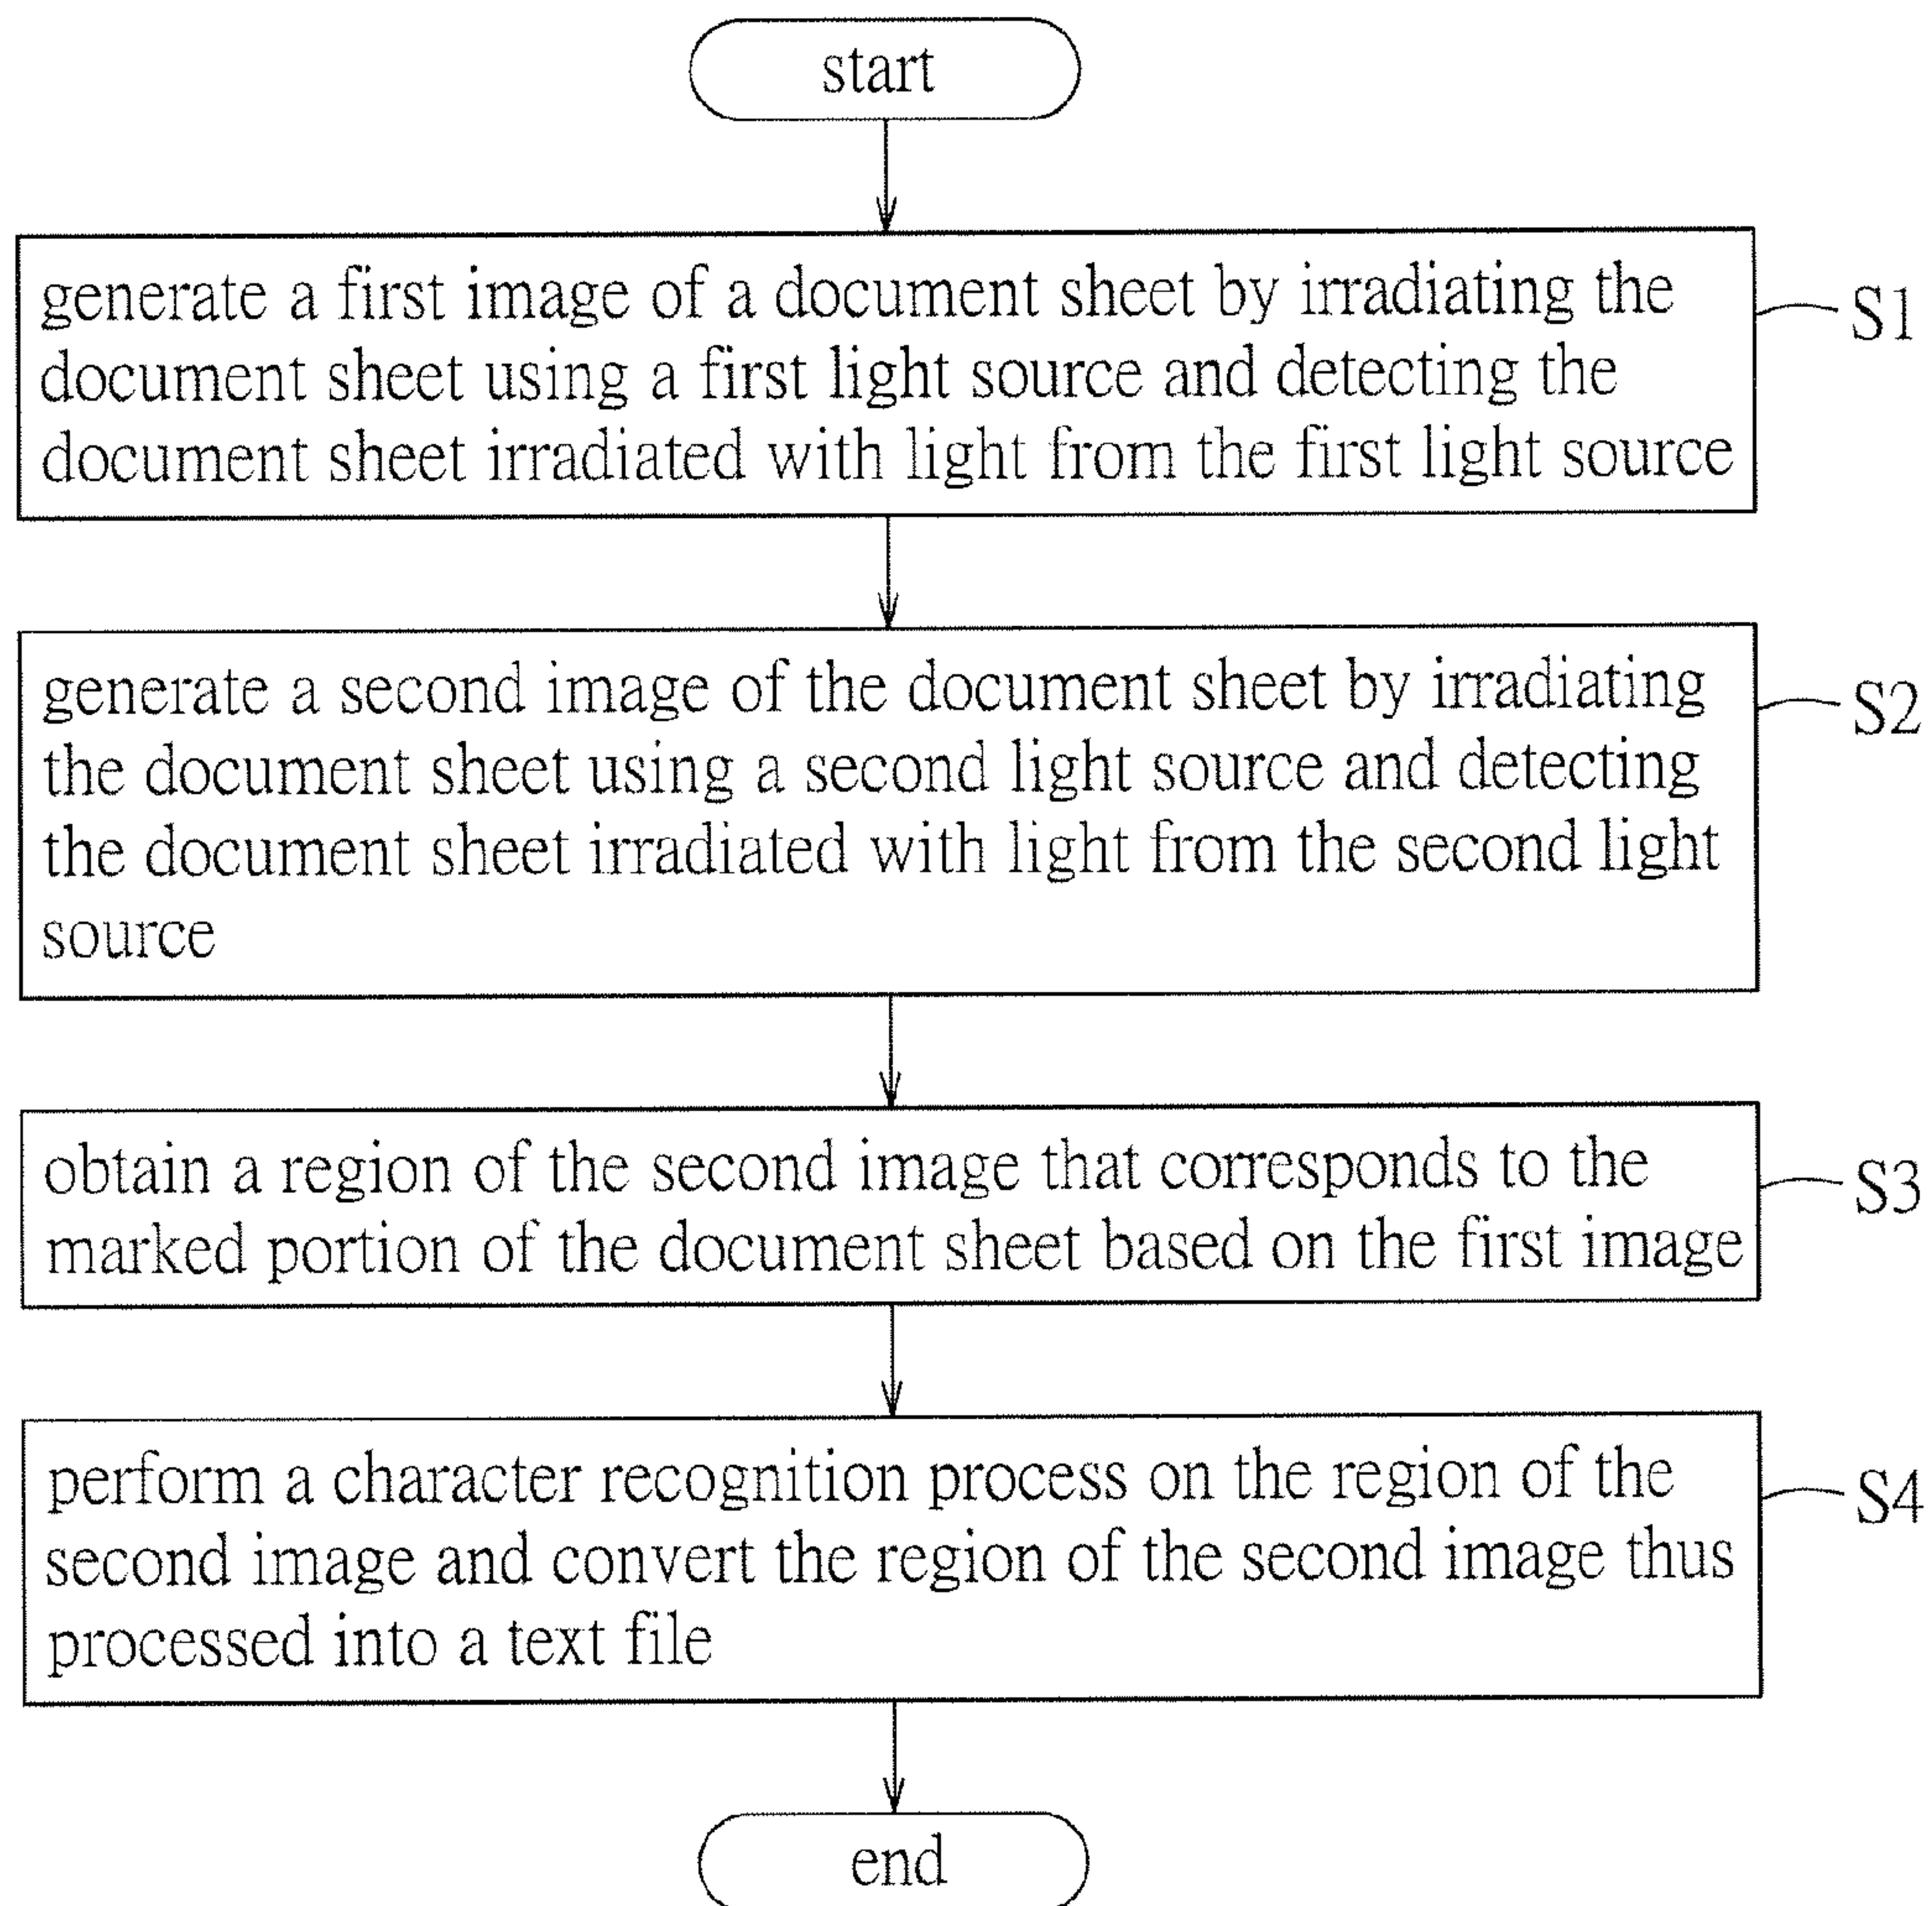 start
generate a first image of a document sheet by irradiating the
document sheet using a first light source and detecting the
document sheet irradiated with light from the first light source
S1
generate a second image of the document sheet by irradiating
the document sheet using a second light source and detecting
the document sheet irradiated with light from the second light
source
S2
obtain a region of the second image that corresponds to the
marked portion of the document sheet based on the first image
S3
perform a character recognition process on the region of the
second image and convert the region of the second image thus
processed into a text file
S4
end